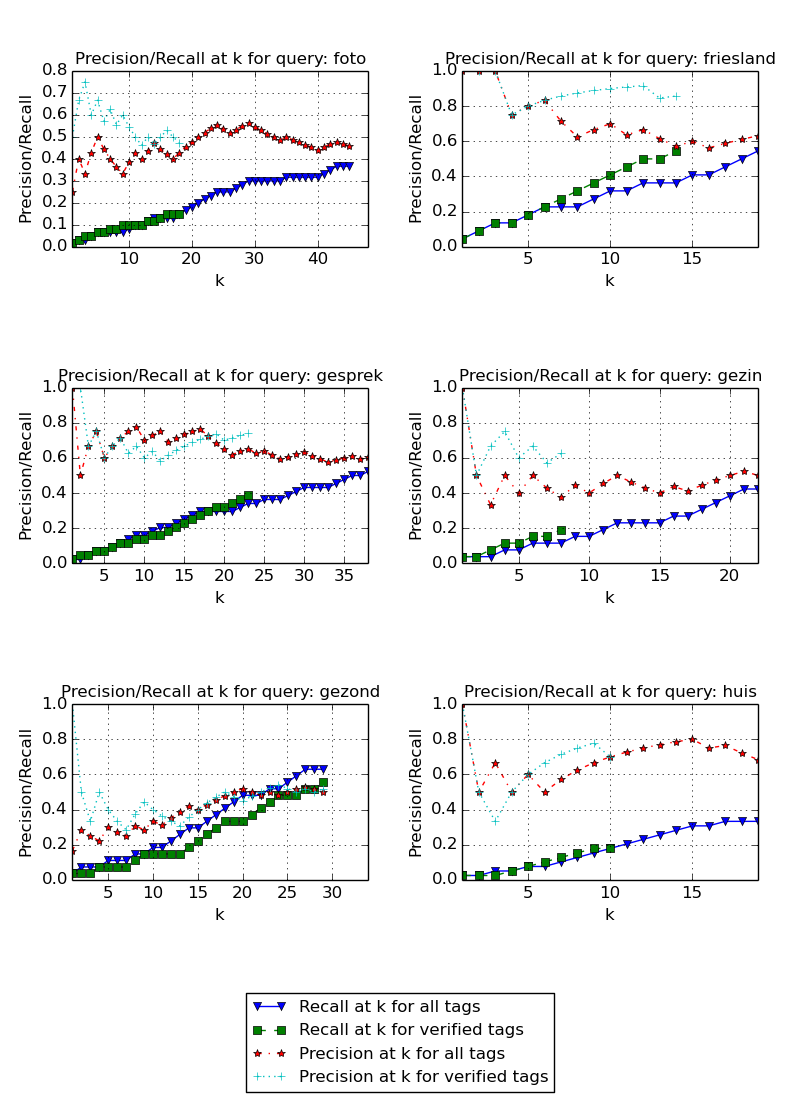 Precision/Recall at k for query: foto
Precision/Recall
0.8
0.7
0.6
0.5
0.4
0.3
0.2
0.1
0.0
10 20 30 40
k
Precision/Recall at k for query: friesland
Precision/Recall
1.0
0.8
0.6
0.4
0.2
0.0
5 10 15
k
Precision/Recall at k for query: gesprek
Precision/Recall
1.0
0.8
0.6
0.4
0.2
0.0
5 10 15 20 25 30 35
k
Precision/Recall at k for query: gezin
Precision/Recall
1.0
0.8
0.6
0.4
0.2
0.0
5 10 15 20
k
Precision/Recall at k for query: gezond
Precision/Recall
1.0
0.8
0.6
0.4
0.2
0.0
5 10 15 20 25 30
k
Precision/Recall at k for query: huis
Precision/Recall
1.0
0.8
0.6
0.4
0.2
0.0
5 10 15
k
Recall at k for all tags
Recall at k for verified tags
Precision at k for all tags
Precision at k for verified tags